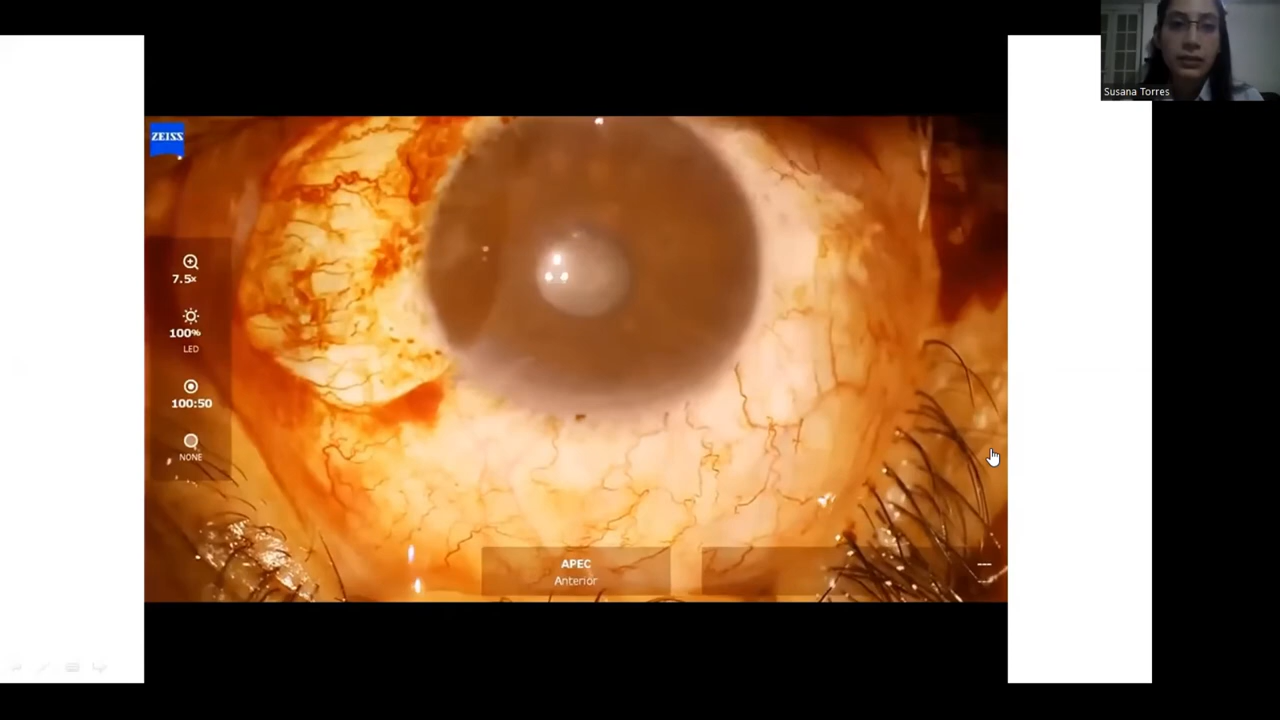 Susana Torres
ZEISS
7.5x
100%
LED
100:50
NONE
APEC
Anterior
---